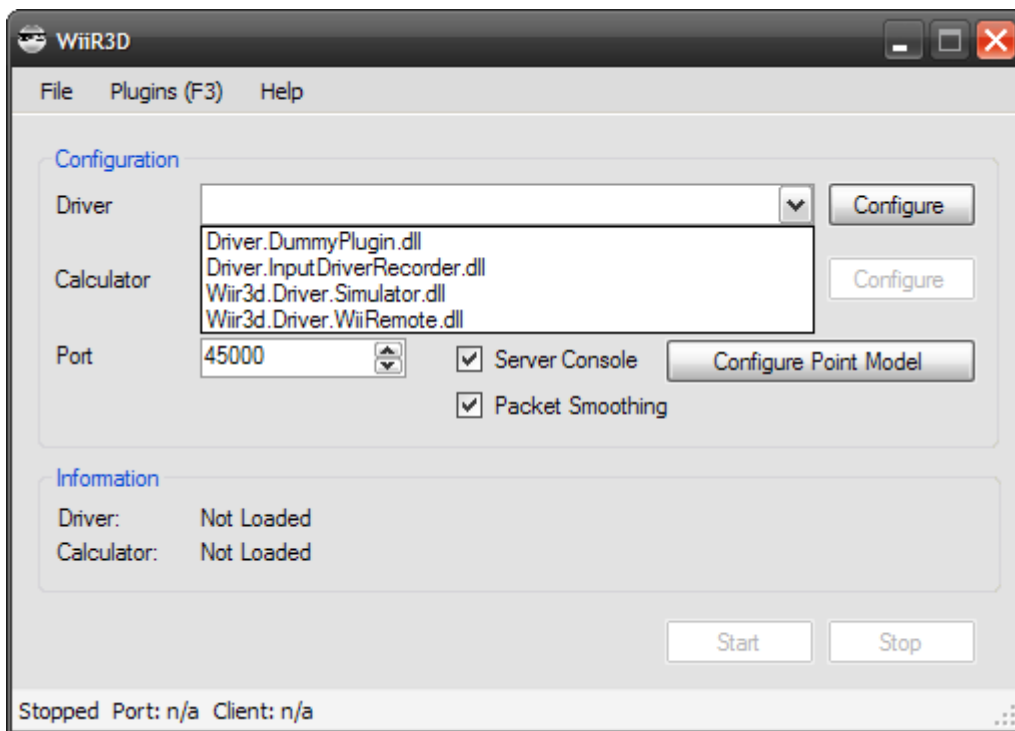 WiiR3D
File Plugins (F3) Help
Configuration
Driver Configure
Driver.DummyPlugin.dll
Driver.InputDriverRecorder.dll
Calculator Configure
Wiir3d.Driver.Simulator.dll
Wiir3d.Driver.WiiRemote.dll
Port 45000 Server Console Configure Point Model
Packet Smoothing
Information
Driver: Not Loaded
Calculator: Not Loaded
Start Stop
Stopped Port: n/a Client: n/a